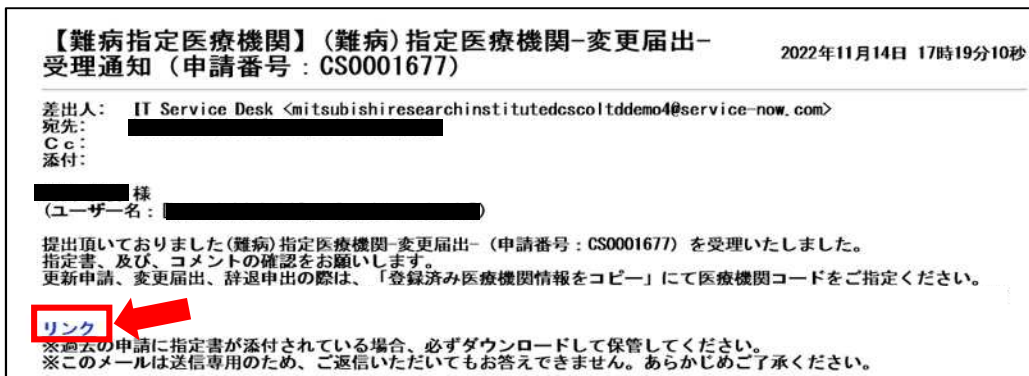 【難病指定医療機関】(難病)指定医療機関-変更届出-
受理通知（申請番号：CS0001677）
2022年11月14日 17時19分10秒
差出人： IT Service Desk <mitsubishiresearchinstitutedcscoltddemo4@service-now.com>
宛先：
Ｃｃ：
添付：
様
(ユーザー名：)
提出頂いておりました(難病)指定医療機関-変更届出-（申請番号：CS0001677）を受理いたしました。
指定書、及び、コメントの確認をお願いします。
更新申請、変更届出、辞退申出の際は、「登録済み医療機関情報をコピー」にて医療機関コードをご指定ください。
リンク
※過去の申請に指定書が添付されている場合、必ずダウンロードして保管してください。
※このメールは送信専用のため、ご返信いただいてもお答えできません。あらかじめご了承ください。